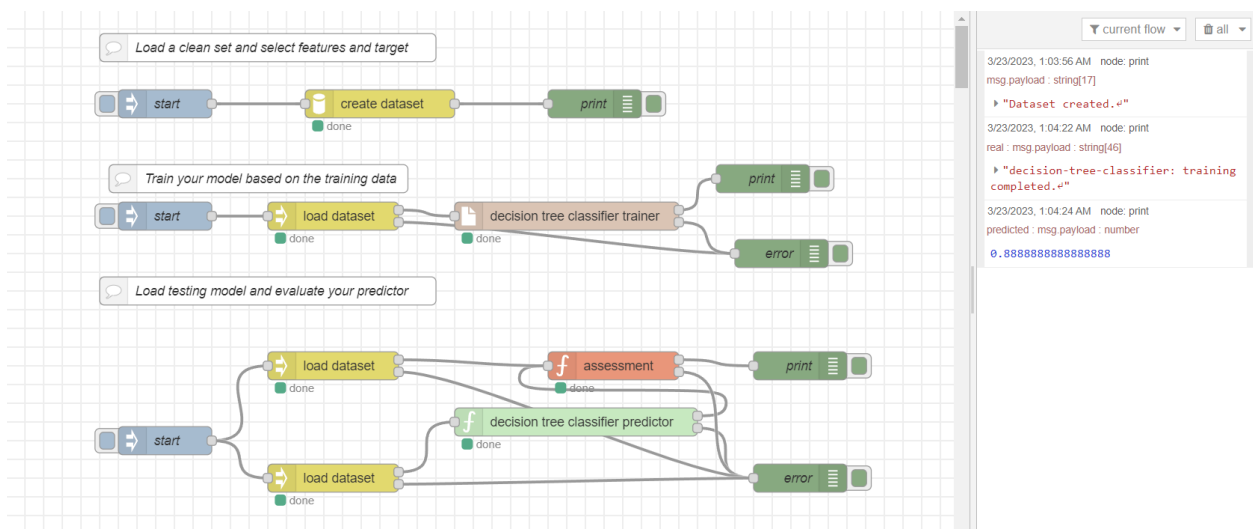 Load a clean set and select features and target
start
create dataset
print
done
Train your model based on the training data
start
load dataset
decision tree classifier trainer
print
done
done
error
Load testing model and evaluate your predictor
load dataset
assessment
print
done
done
decision tree classifier predictor
start
done
load dataset
error
done
current flow
all
3/23/2023, 1:03:56 AM node: print
msg.payload : string[17]
"Dataset created.↵"
3/23/2023, 1:04:22 AM node: print
real : msg.payload : string[46]
"decision-tree-classifier: training
completed.↵"
3/23/2023, 1:04:24 AM node: print
predicted : msg.payload : number
0.8888888888888888